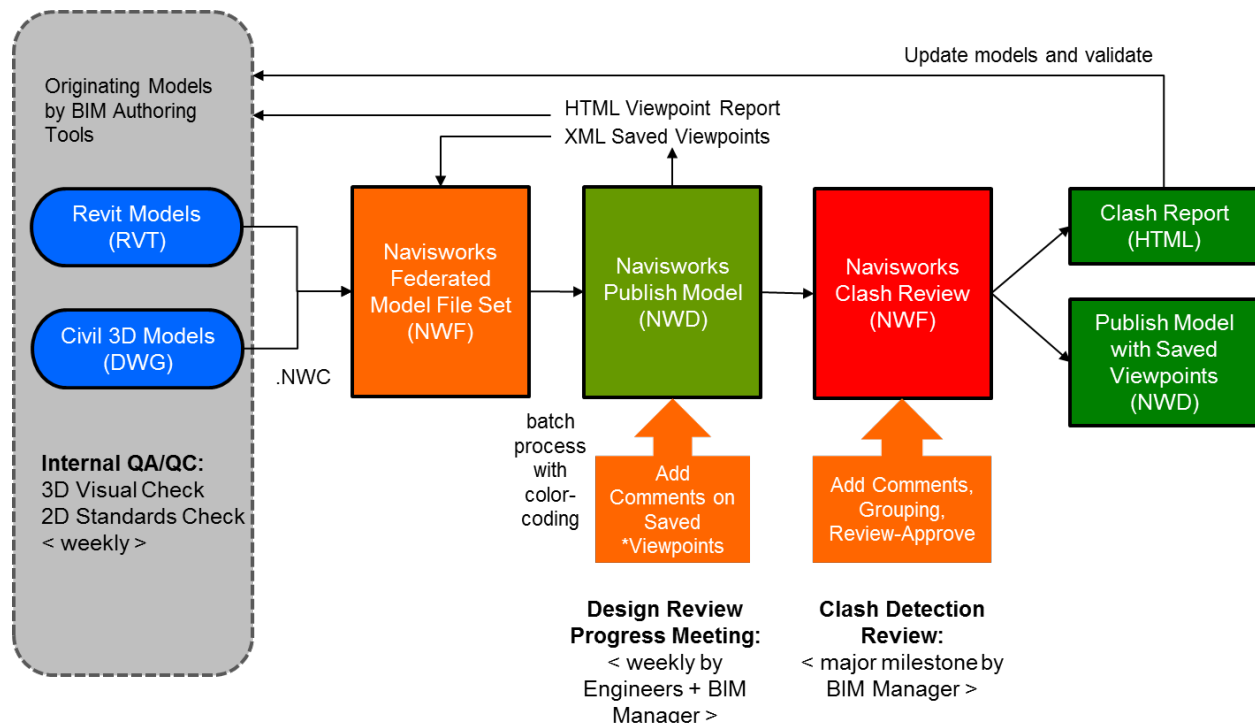 Update models and validate
Originating Models
by BIM Authoring
Tools
HTML Viewpoint Report
XML Saved Viewpoints
Revit Models
(RVT)
Civil 3D Models
(DWG)
.NWC
Navisworks
Federated
Model File Set
(NWF)
Navisworks
Publish Model
(NWD)
Navisworks
Clash Review
(NWF)
Clash Report
(HTML)
Publish Model
with Saved
Viewpoints
(NWD)
Internal QA/QC:
3D Visual Check
2D Standards Check
< weekly >
batch
process
with
color-
coding
Add
Comments on
Saved
*Viewpoints
Add Comments,
Grouping,
Review-Approve
Design Review
Progress Meeting:
< weekly by
Engineers + BIM
Manager >
Clash Detection
Review:
< major milestone by
BIM Manager >